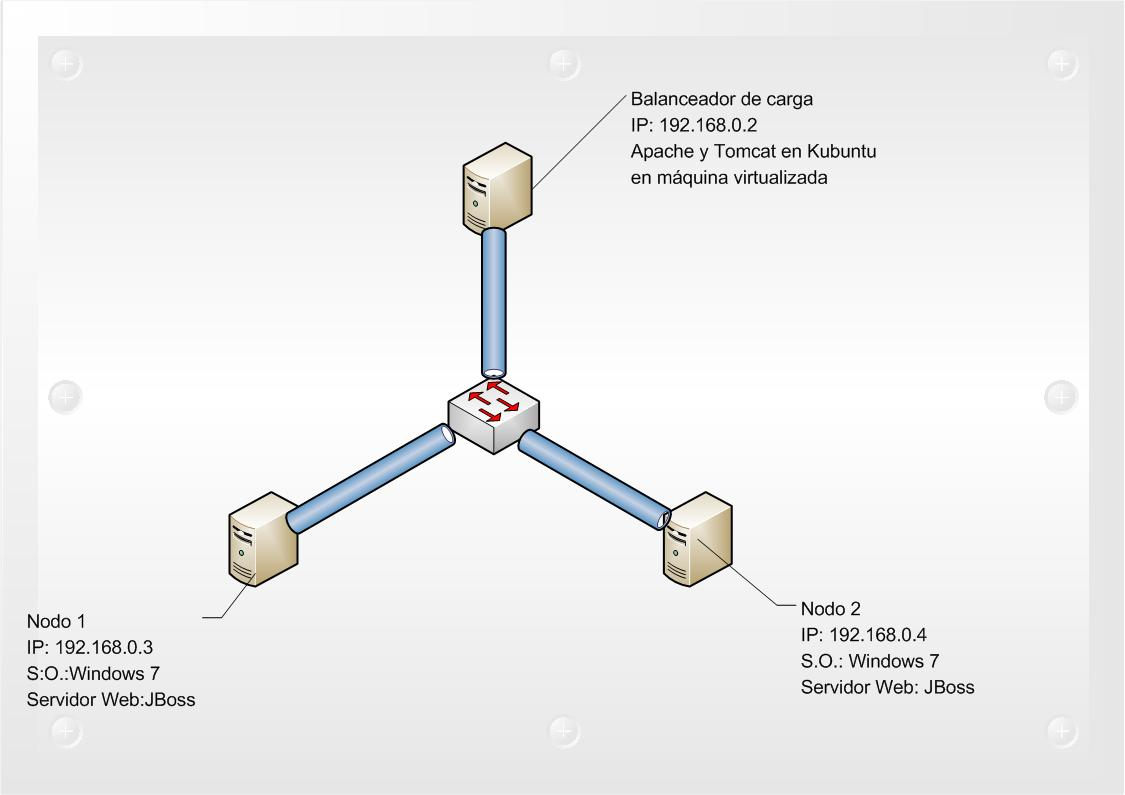 Balanceador de carga
IP: 192.168.0.2
Apache y Tomcat en Kubuntu
en máquina virtualizada
Nodo 1
IP: 192.168.0.3
S:O.:Windows 7
Servidor Web:JBoss
Nodo 2
IP: 192.168.0.4
S.O.: Windows 7
Servidor Web: JBoss